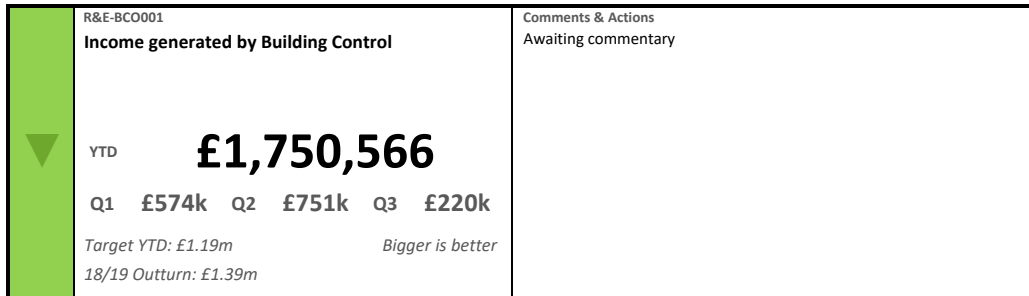 R&E-BCO001
Income generated by Building Control
YTD £1,750,566
Q1 £574k Q2 £751k Q3 £220k
Target YTD: £1.19m Bigger is better
18/19 Outturn: £1.39m
Comments & Actions
Awaiting commentary